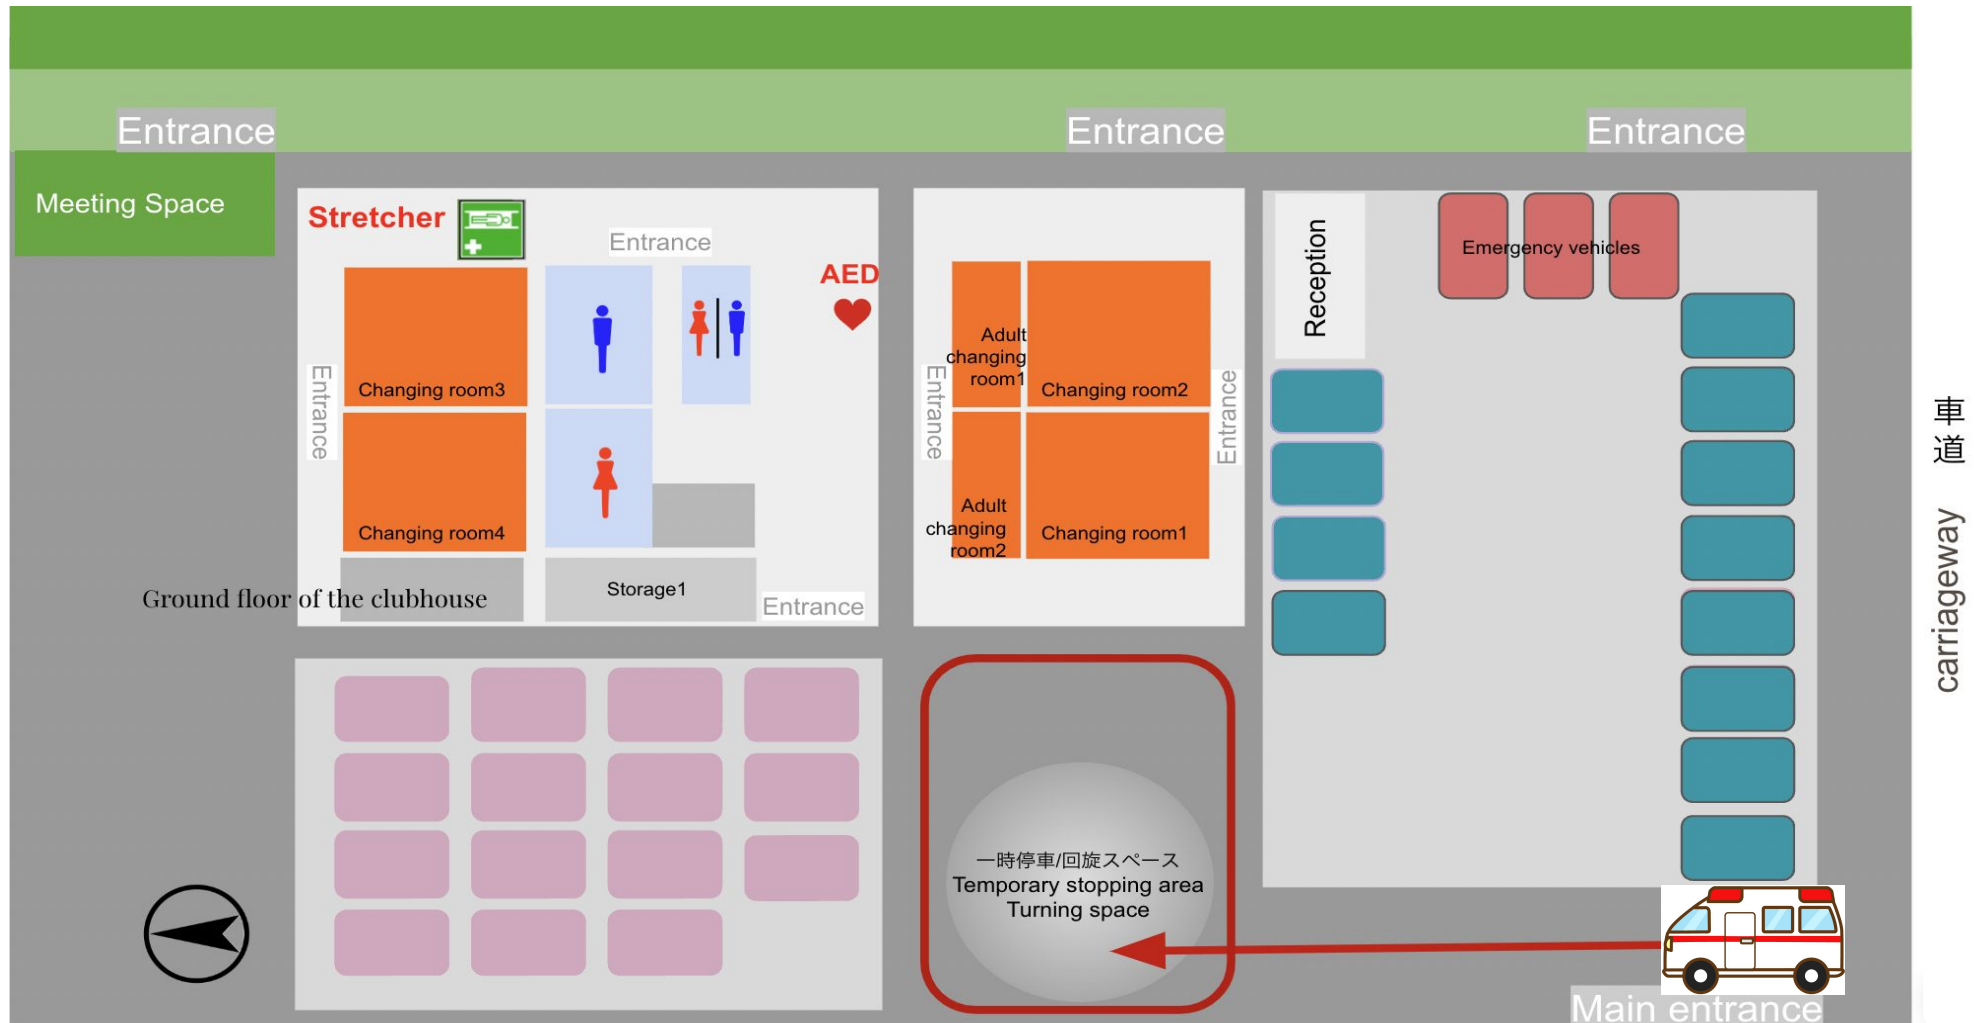 Entrance
Entrance
Entrance
Meeting Space
Stretcher
Entrance
AED
Changing room3
Entrance
Changing room4
Ground floor of the clubhouse
Storage1
Entrance
Adult
changing
room1
Changing room2
Entrance
Entrance
Adult
changing
room2
Changing room1
Reception
Emergency vehicles
車道 carriageway
一時停車/回旋スペース
Temporary stopping area
Turning space
Main entrance